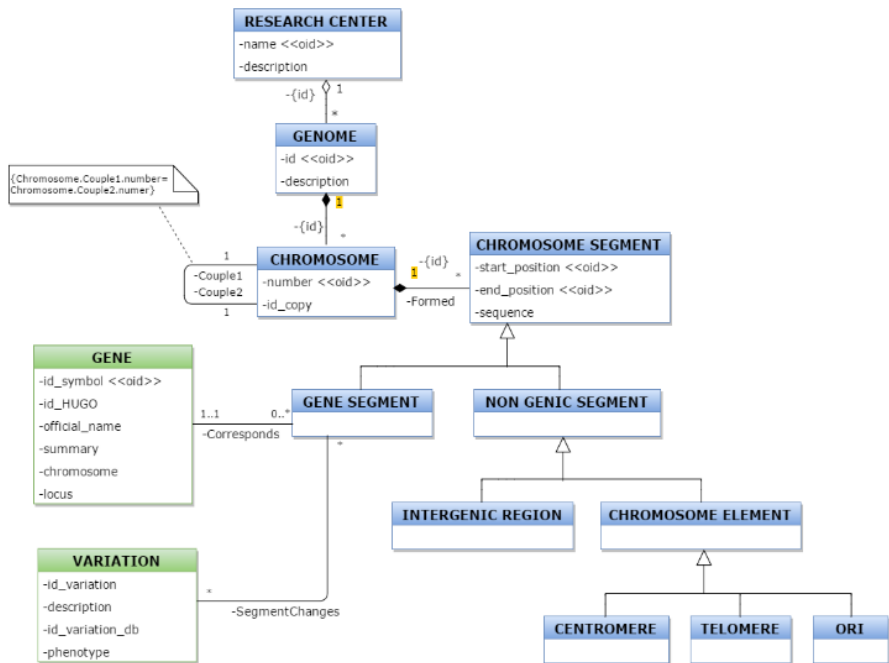 RESEARCH CENTER
-name <<oid>>
-description
-{id}
1
*
GENOME
-id <<oid>>
-description
1
-{id}
*
{Chromosome.Couple1.number=
Chromosome.Couple2.numer}
CHROMOSOME
-number <<oid>>
-id_copy
1
-Couple1
-Couple2
1
1
-{id}
*
-Formed
CHROMOSOME SEGMENT
-start_position <<oid>>
-end_position <<oid>>
-sequence
GENE
-id_symbol <<oid>>
-id_HUGO
-official_name
-summary
-chromosome
-locus
1..1
0..*
-Corresponds
GENE SEGMENT
*
NON GENIC SEGMENT
INTERGENIC REGION
CHROMOSOME ELEMENT
VARIATION
-id_variation
-description
-id_variation_db
-phenotype
*
-SegmentChanges
CENTROMERE
TELOMERE
ORI